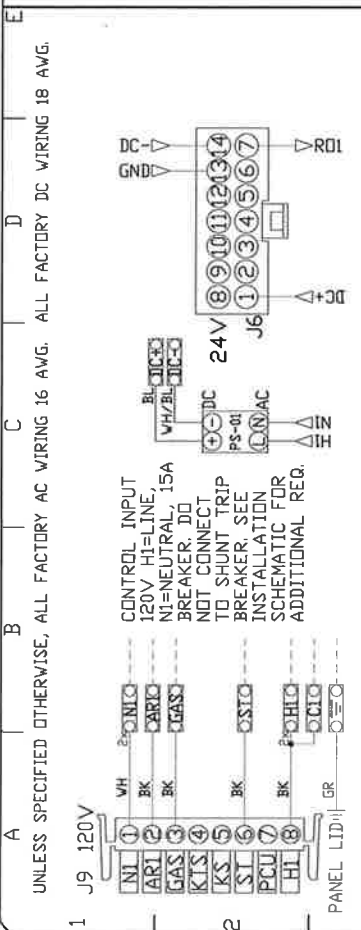 A B C D E
UNLESS SPECIFIED OTHERWISE, ALL FACTORY AC WIRING 16 AWG. ALL FACTORY DC WIRING 18 AWG.
1
2
J9 120V
N1 1 WH 2 N1
AR1 2 BK AR1
GAS 3 BK GAS
KTS 4
KS 5
ST 6 BK ST
PCU 7
H1 8 BK 2 H1
C1
PANEL LID GR
CONTROL INPUT
120V H1=LINE,
N1=NEUTRAL, 15A
BREAKER. DO
NOT CONNECT
TO SHUNT TRIP
BREAKER. SEE
INSTALLATION
SCHEMATIC FOR
ADDITIONAL REQ.
BL DC+
WH/BL DC-
DC
+ -
PS-01
L N AC
1H 1N
DC-
GND
24V
8 9 10 11 12 13 14
1 2 3 4 5 6 7
J6
DC+
RO1